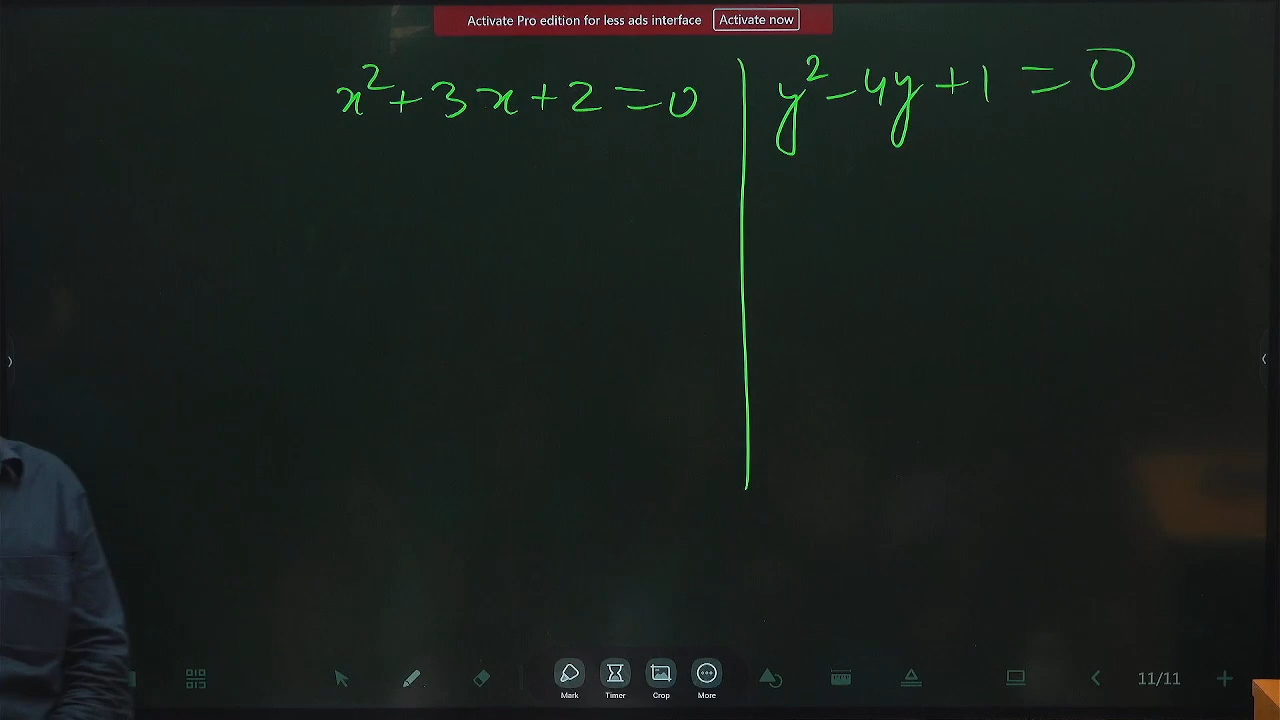 Activate Pro edition for less ads interface Activate now
x²+3x+2=0
y²-4y+1=0
Mark Timer Crop More
11/11